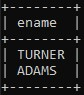 +--------+
| ename  |
+--------+
| TURNER |
| ADAMS  |
+--------+